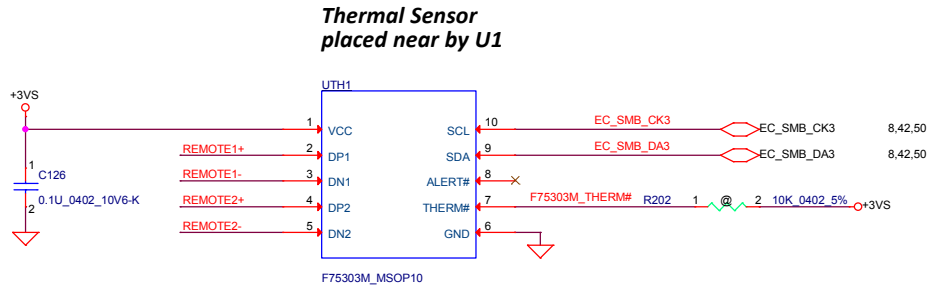 Thermal Sensor
placed near by U1
UTH1
+3VS
1 VCC SCL 10 EC_SMB_CK3 EC_SMB_CK3 8,42,50
REMOTE1+ 2 DP1 SDA 9 EC_SMB_DA3 EC_SMB_DA3 8,42,50
1
C126
REMOTE1- 3 DN1 ALERT# 8
0.1U_0402_10V6-K
2
REMOTE2+ 4 DP2 THERM# 7 F75303M_THERM# R202 1 @ 2 10K_0402_5% +3VS
REMOTE2- 5 DN2 GND 6
F75303M_MSOP10